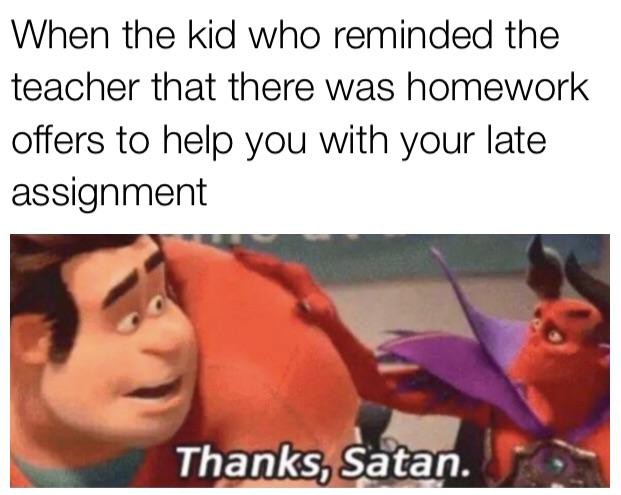 When the kid who reminded the
teacher that there was homework
offers to help you with your late
assignment
Thanks, Satan.